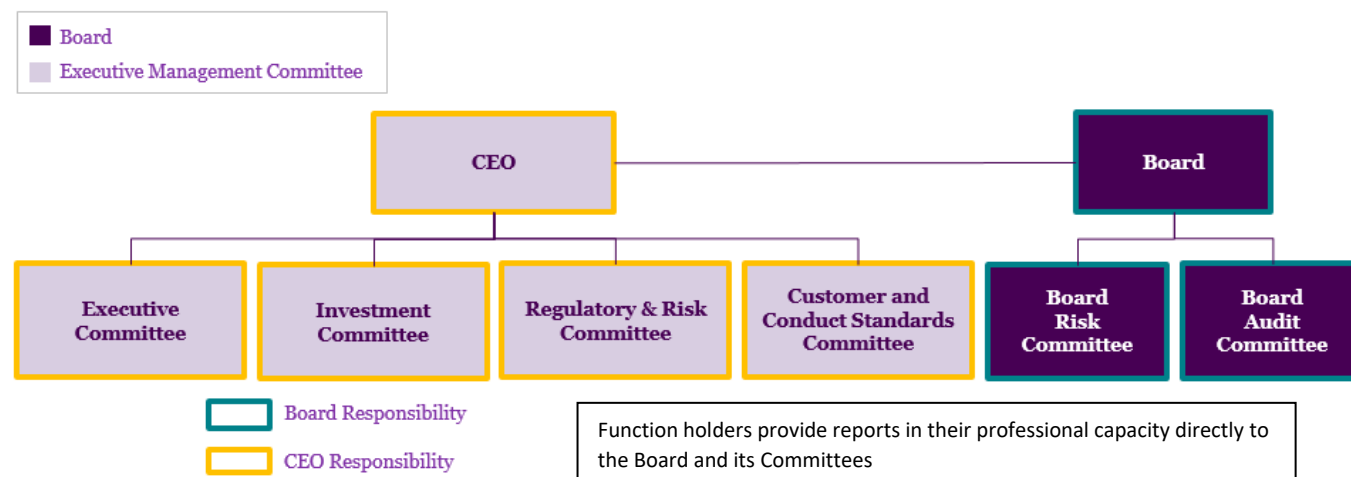 Board
Executive Management Committee
CEO
Board
Executive
Committee
Investment
Committee
Regulatory & Risk
Committee
Customer and
Conduct Standards
Committee
Board
Risk
Committee
Board
Audit
Committee
Board Responsibility
CEO Responsibility
Function holders provide reports in their professional capacity directly to
the Board and its Committees